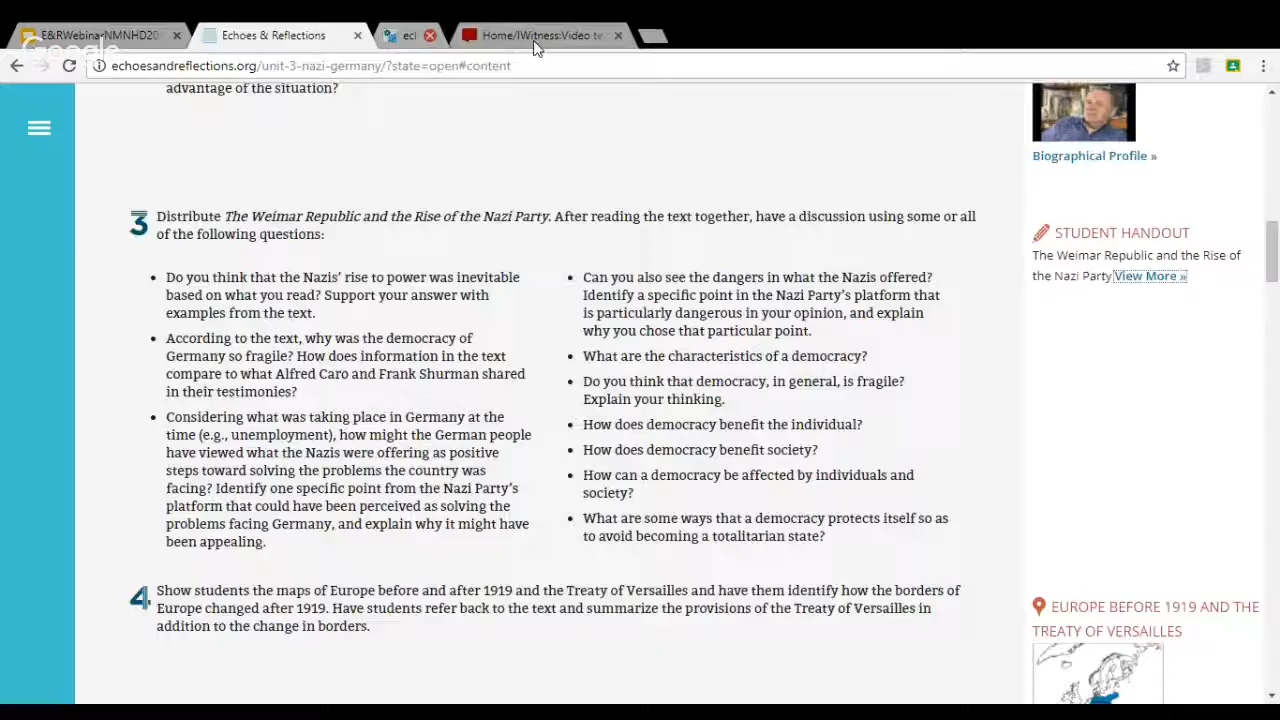 E&RWebinarNMNHD20
Echoes & Reflections
ecl
Home/IWitness:Video te
Google
echoesandreflections.org/unit-3-nazi-germany/?state=open#content
advantage of the situation?
Biographical Profile »
3
Distribute The Weimar Republic and the Rise of the Nazi Party. After reading the text together, have a discussion using some or all
of the following questions:
STUDENT HANDOUT
The Weimar Republic and the Rise of
the Nazi Party View More »
• Do you think that the Nazis’ rise to power was inevitable
based on what you read? Support your answer with
examples from the text.
• According to the text, why was the democracy of
Germany so fragile? How does information in the text
compare to what Alfred Caro and Frank Shurman shared
in their testimonies?
• Considering what was taking place in Germany at the
time (e.g., unemployment), how might the German people
have viewed what the Nazis were offering as positive
steps toward solving the problems the country was
facing? Identify one specific point from the Nazi Party’s
platform that could have been perceived as solving the
problems facing Germany, and explain why it might have
been appealing.
• Can you also see the dangers in what the Nazis offered?
Identify a specific point in the Nazi Party’s platform that
is particularly dangerous in your opinion, and explain
why you chose that particular point.
• What are the characteristics of a democracy?
• Do you think that democracy, in general, is fragile?
Explain your thinking.
• How does democracy benefit the individual?
• How does democracy benefit society?
• How can a democracy be affected by individuals and
society?
• What are some ways that a democracy protects itself so as
to avoid becoming a totalitarian state?
4
Show students the maps of Europe before and after 1919 and the Treaty of Versailles and have them identify how the borders of
Europe changed after 1919. Have students refer back to the text and summarize the provisions of the Treaty of Versailles in
addition to the change in borders.
EUROPE BEFORE 1919 AND THE
TREATY OF VERSAILLES